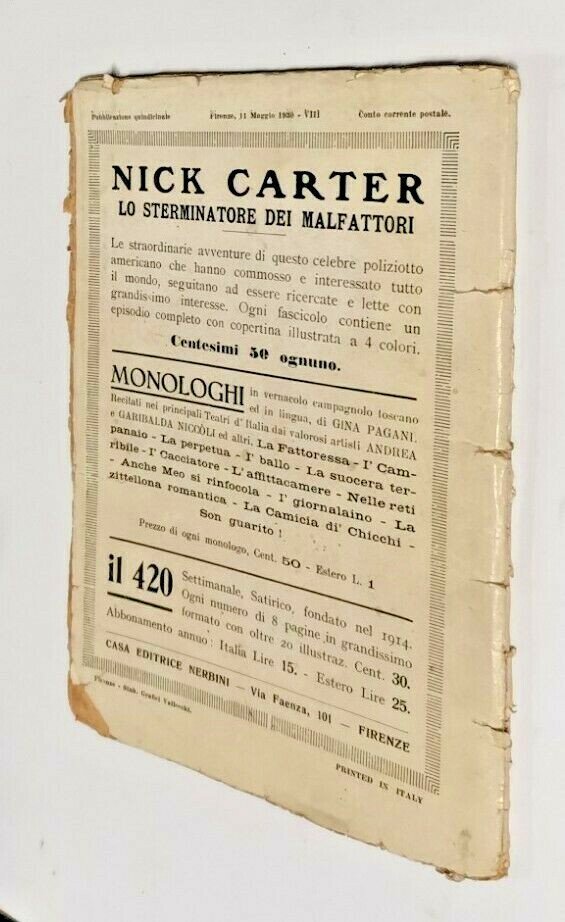 Pubblicazione quindicinale Firenze, 11 Maggio 1930 - VIII Conto corrente postale.
NICK CARTER
LO STERMINATORE DEI MALFATTORI
Le straordinarie avventure di questo celebre poliziotto
americano che hanno commosso e interessato tutto
il mondo, seguitano ad essere ricercate e lette con
grandissimo interesse. Ogni fascicolo contiene un
episodio completo con copertina illustrata a 4 colori.
Centesimi 50 ognuno.
MONOLOGHI in vernacolo campagnolo toscano
ed in lingua, di GINA PAGANI.
Recitati nei principali Teatri d'Italia dai valorosi artisti ANDREA
e GARIBALDA NICCÒLI ed altri. La Fattoressa - I' Cam-
panaio - La perpetua - I' ballo - La suocera ter-
ribile - I' Cacciatore - L'affittacamere - Nelle reti
- Anche Meo si rinfocola - I' giornalaino - La
zittellona romantica - La Camicia di' Chicchi -
Son guarito !
Prezzo di ogni monologo, Cent. 50 - Estero L. 1
il 420 Settimanale, Satirico, fondato nel 1914.
Ogni numero di 8 pagine in grandissimo
formato con oltre 20 illustraz. Cent. 30.
Abbonamento annuo: Italia Lire 15. - Estero Lire 25.
CASA EDITRICE NERBINI — Via Faenza, 101 — FIRENZE
Firenze - Stab. Grafici Vallecchi.
PRINTED IN ITALY